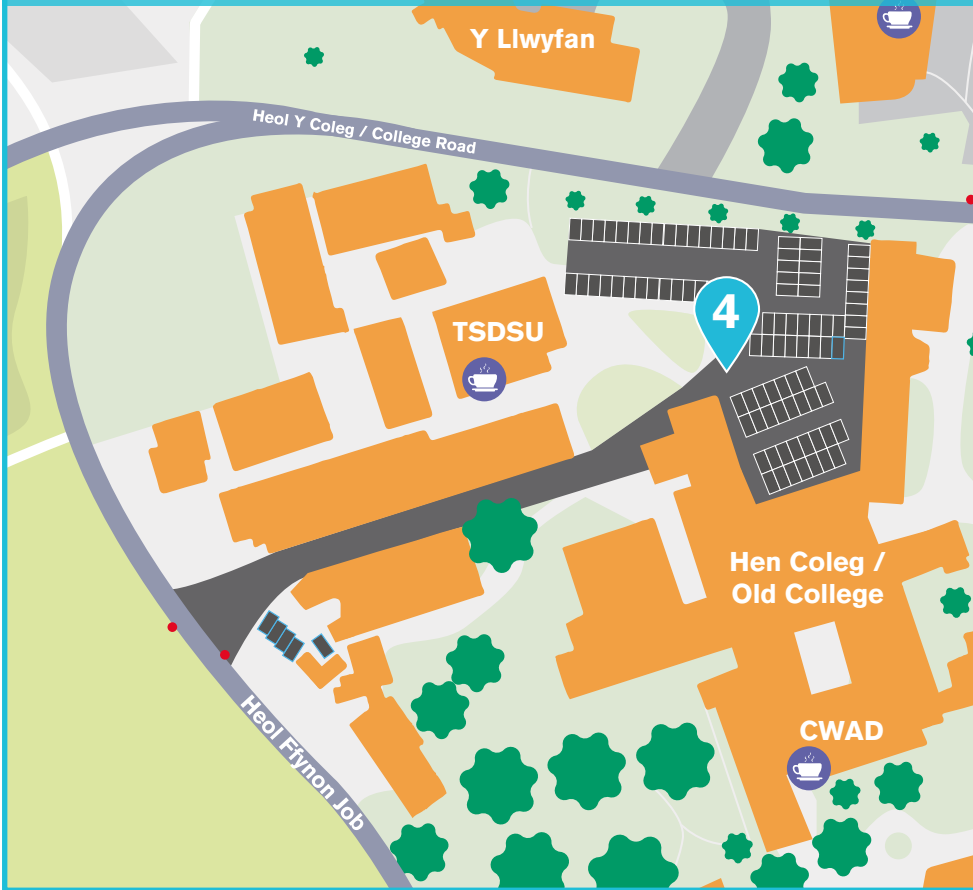 Y Llwyfan
Heol Y Coleg / College Road
4
TSDSU
Hen Coleg /
Old College
Heol Ffynon Job
CWAD